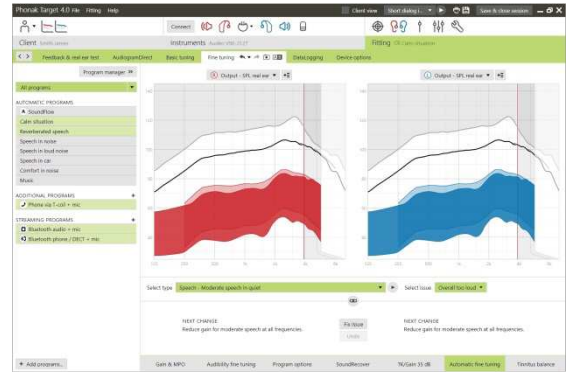 Phonak Target 4.0 File Fitting Help
Client view
Save & close session
Client
Connect
Instruments
Fitting
Feedback & real ear test
AudiogramDirect
Basic tuning
Fine tuning
DataLogging
Device options
Program manager
All programs
AUTOMATIC PROGRAMS
SoundFlow
Calm situation
Reverberated speech
Speech in noise
Speech in loud noise
Speech in car
Comfort in noise
Music
ADDITIONAL PROGRAMS
Phone via T-coil + mic
STREAMING PROGRAMS
Bluetooth audio + mic
Bluetooth phone / DECT + mic
+ Add programs...
Output - SPL real ear
Output - SPL real ear
Select type Speech - Moderate speech in quiet
Select issue Overall too loud
NEXT CHANGE
Reduce gain for moderate speech at all frequencies.
Fix issue
Undo
NEXT CHANGE
Reduce gain for moderate speech at all frequencies.
Gain & MPO
Audibility fine tuning
Program options
SoundRecover
TK/Gain 55 dB
Automatic fine tuning
Tinnitus balance